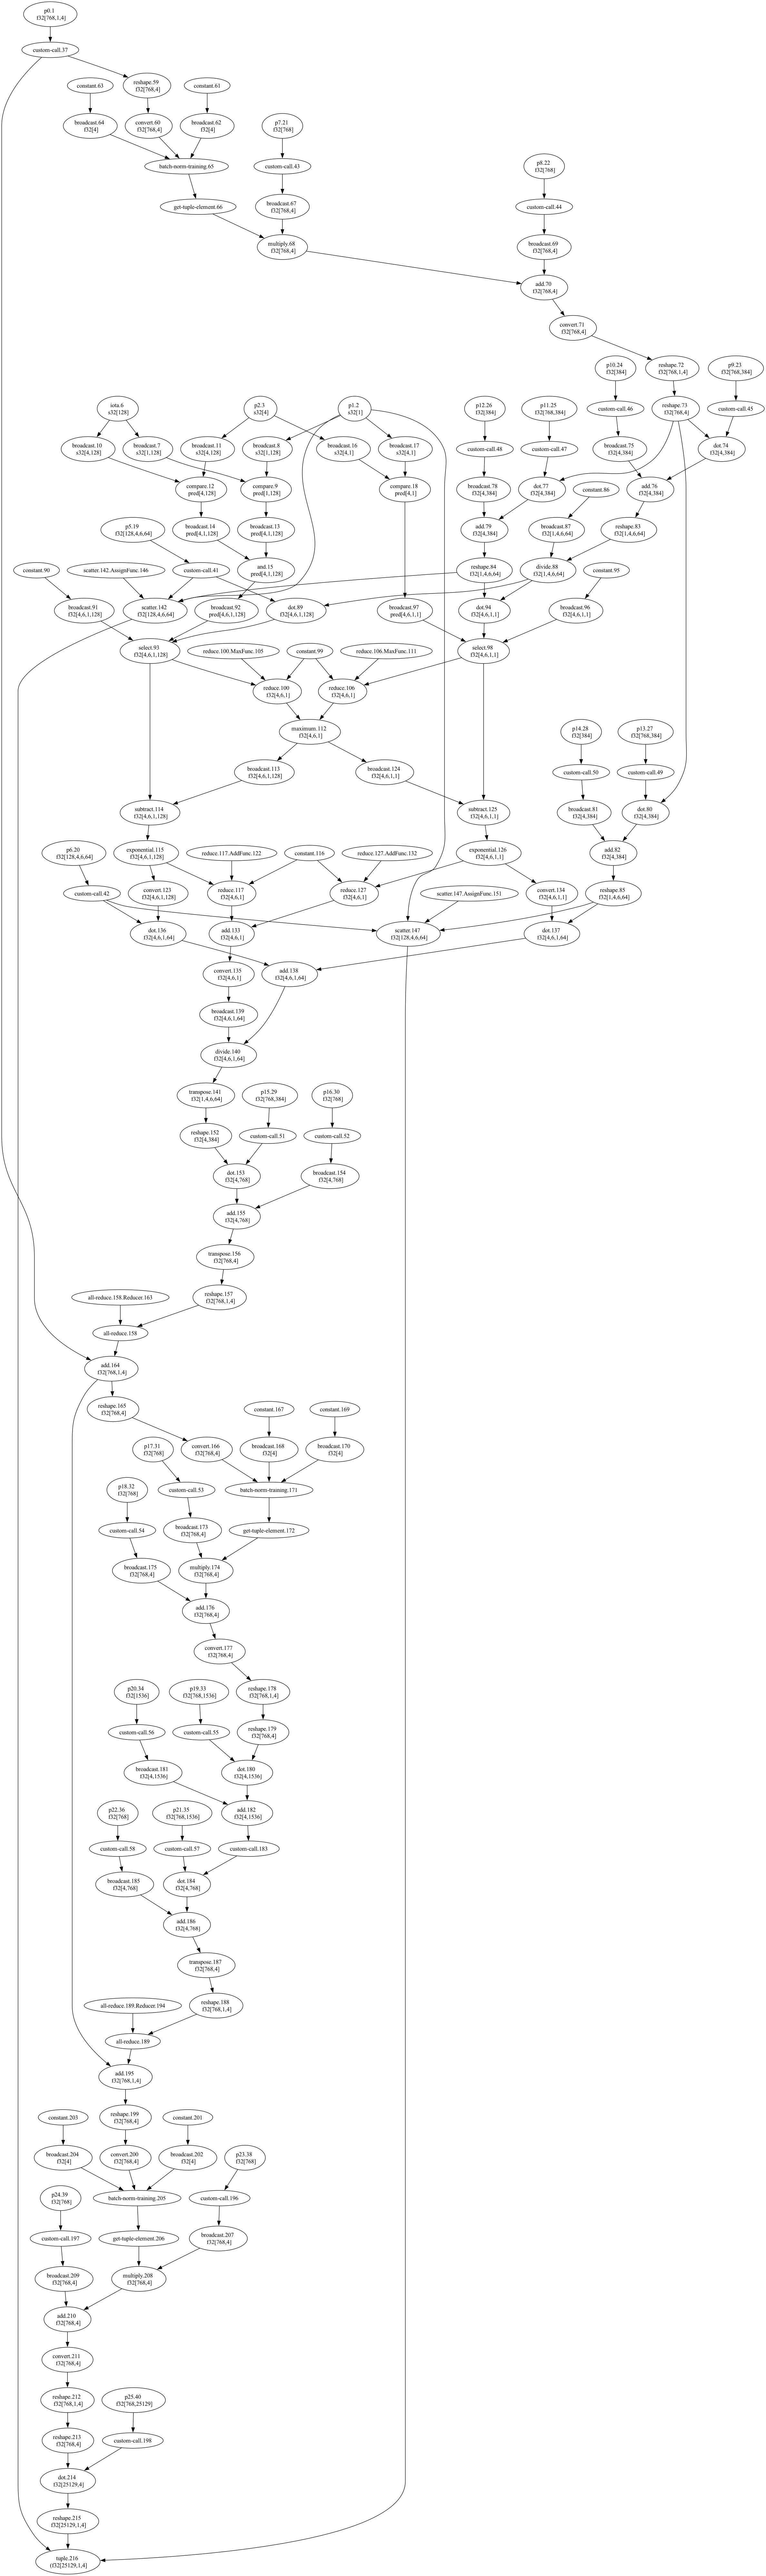 p0.1
f32[768,1,4]
custom-call.37
constant.63
reshape.59
f32[768,4]
constant.61
broadcast.64
f32[4]
convert.60
f32[768,4]
broadcast.62
f32[4]
p7.21
f32[768]
batch-norm-training.65
custom-call.43
p8.22
f32[768]
get-tuple-element.66
broadcast.67
f32[768,4]
custom-call.44
multiply.68
f32[768,4]
broadcast.69
f32[768,4]
add.70
f32[768,4]
convert.71
f32[768,4]
p10.24
f32[384]
reshape.72
f32[768,1,4]
p9.23
f32[768,384]
iota.6
s32[128]
p2.3
s32[4]
p1.2
s32[1]
p12.26
f32[384]
p11.25
f32[768,384]
custom-call.46
reshape.73
f32[768,4]
custom-call.45
broadcast.10
s32[4,128]
broadcast.7
s32[1,128]
broadcast.11
s32[4,128]
broadcast.8
s32[1,128]
broadcast.16
s32[4,1]
broadcast.17
s32[4,1]
custom-call.48
custom-call.47
broadcast.75
f32[4,384]
dot.74
f32[4,384]
compare.12
pred[4,128]
compare.9
pred[1,128]
compare.18
pred[4,1]
broadcast.78
f32[4,384]
dot.77
f32[4,384]
constant.86
add.76
f32[4,384]
p5.19
f32[128,4,6,64]
broadcast.14
pred[4,1,128]
broadcast.13
pred[4,1,128]
add.79
f32[4,384]
broadcast.87
f32[1,4,6,64]
reshape.83
f32[1,4,6,64]
constant.90
scatter.142.AssignFunc.146
custom-call.41
and.15
pred[4,1,128]
reshape.84
f32[1,4,6,64]
divide.88
f32[1,4,6,64]
constant.95
broadcast.91
f32[4,6,1,128]
scatter.142
f32[128,4,6,64]
broadcast.92
pred[4,6,1,128]
dot.89
f32[4,6,1,128]
broadcast.97
pred[4,6,1,1]
dot.94
f32[4,6,1,1]
broadcast.96
f32[4,6,1,1]
select.93
f32[4,6,1,128]
reduce.100.MaxFunc.105
constant.99
reduce.106.MaxFunc.111
select.98
f32[4,6,1,1]
reduce.100
f32[4,6,1]
reduce.106
f32[4,6,1]
maximum.112
f32[4,6,1]
p14.28
f32[384]
p13.27
f32[768,384]
broadcast.113
f32[4,6,1,128]
broadcast.124
f32[4,6,1,1]
custom-call.50
custom-call.49
subtract.114
f32[4,6,1,128]
subtract.125
f32[4,6,1,1]
broadcast.81
f32[4,384]
dot.80
f32[4,384]
p6.20
f32[128,4,6,64]
exponential.115
f32[4,6,1,128]
reduce.117.AddFunc.122
constant.116
reduce.127.AddFunc.132
exponential.126
f32[4,6,1,1]
add.82
f32[4,384]
custom-call.42
convert.123
f32[4,6,1,128]
reduce.117
f32[4,6,1]
reduce.127
f32[4,6,1]
scatter.147.AssignFunc.151
convert.134
f32[4,6,1,1]
reshape.85
f32[1,4,6,64]
dot.136
f32[4,6,1,64]
add.133
f32[4,6,1]
scatter.147
f32[128,4,6,64]
dot.137
f32[4,6,1,64]
convert.135
f32[4,6,1]
add.138
f32[4,6,1,64]
broadcast.139
f32[4,6,1,64]
divide.140
f32[4,6,1,64]
transpose.141
f32[1,4,6,64]
p15.29
f32[768,384]
p16.30
f32[768]
reshape.152
f32[4,384]
custom-call.51
custom-call.52
dot.153
f32[4,768]
broadcast.154
f32[4,768]
add.155
f32[4,768]
transpose.156
f32[768,4]
all-reduce.158.Reducer.163
reshape.157
f32[768,1,4]
all-reduce.158
add.164
f32[768,1,4]
reshape.165
f32[768,4]
constant.167
constant.169
p17.31
f32[768]
convert.166
f32[768,4]
broadcast.168
f32[4]
broadcast.170
f32[4]
p18.32
f32[768]
custom-call.53
batch-norm-training.171
custom-call.54
broadcast.173
f32[768,4]
get-tuple-element.172
broadcast.175
f32[768,4]
multiply.174
f32[768,4]
add.176
f32[768,4]
convert.177
f32[768,4]
p20.34
f32[1536]
p19.33
f32[768,1536]
reshape.178
f32[768,1,4]
custom-call.56
custom-call.55
reshape.179
f32[768,4]
broadcast.181
f32[4,1536]
dot.180
f32[4,1536]
p22.36
f32[768]
p21.35
f32[768,1536]
add.182
f32[4,1536]
custom-call.58
custom-call.57
custom-call.183
broadcast.185
f32[4,768]
dot.184
f32[4,768]
add.186
f32[4,768]
transpose.187
f32[768,4]
all-reduce.189.Reducer.194
reshape.188
f32[768,1,4]
all-reduce.189
add.195
f32[768,1,4]
constant.203
reshape.199
f32[768,4]
constant.201
broadcast.204
f32[4]
convert.200
f32[768,4]
broadcast.202
f32[4]
p23.38
f32[768]
p24.39
f32[768]
batch-norm-training.205
custom-call.196
custom-call.197
get-tuple-element.206
broadcast.207
f32[768,4]
broadcast.209
f32[768,4]
multiply.208
f32[768,4]
add.210
f32[768,4]
convert.211
f32[768,4]
reshape.212
f32[768,1,4]
p25.40
f32[768,25129]
reshape.213
f32[768,4]
custom-call.198
dot.214
f32[25129,4]
reshape.215
f32[25129,1,4]
tuple.216
(f32[25129,1,4]